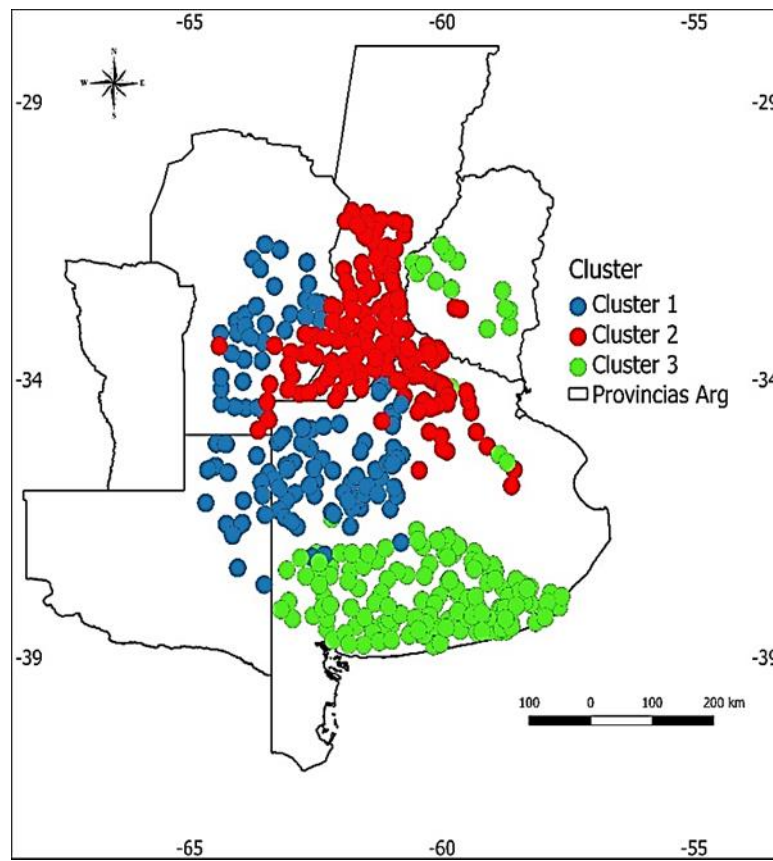 -65 -60 -55
N
W E
S
-29 -29
Cluster
Cluster 1
Cluster 2
Cluster 3
Provincias Arg
-34 -34
-39 -39
100 0 100 200 km
-65 -60 -55